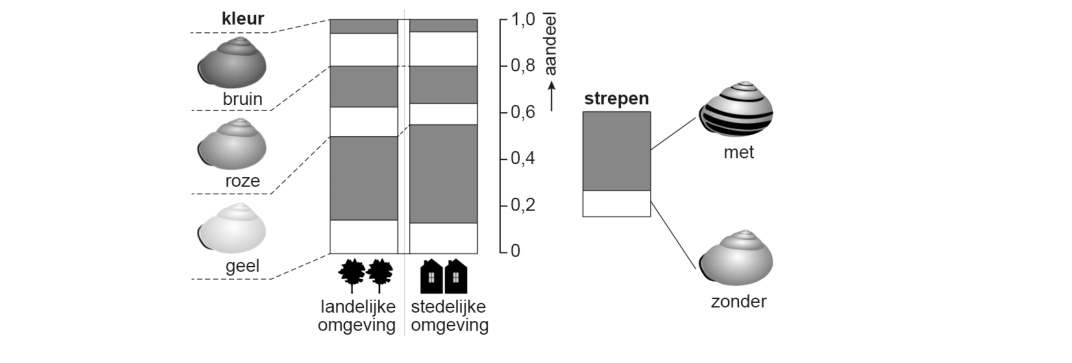 kleur
bruin
roze
geel
1,0
0,8
0,6
0,4
0,2
0
aandeel
landelijke
omgeving
stedelijke
omgeving
strepen
met
zonder